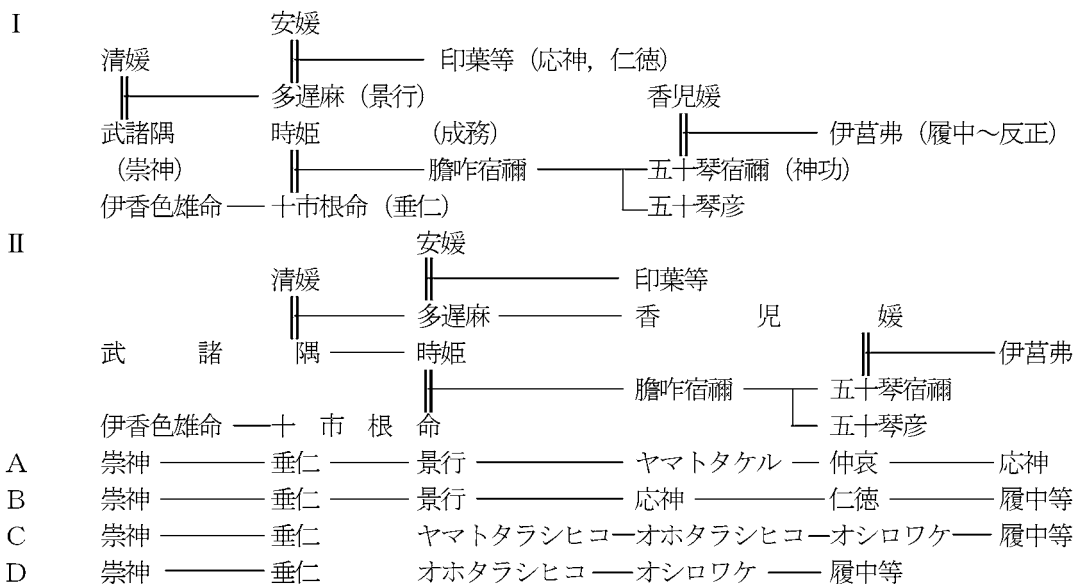 I
安媛
清媛 印葉等（応神，仁徳）
多遅麻（景行） 香児媛
武諸隅 時姫 （成務） 伊莒弗（履中～反正）
（崇神） 膽咋宿禰 五十琴宿禰（神功）
伊香色雄命 十市根命（垂仁） 五十琴彦
II
安媛
清媛 印葉等
多遅麻 香児媛
武諸隅 時姫 伊莒弗
膽咋宿禰 五十琴宿禰
伊香色雄命 十市根命 五十琴彦
A 崇神 垂仁 景行 ヤマトタケル 仲哀 応神
B 崇神 垂仁 景行 応神 仁徳 履中等
C 崇神 垂仁 ヤマトタラシヒコ オホタラシヒコ オシロワケ 履中等
D 崇神 垂仁 オホタラシヒコ オシロワケ 履中等